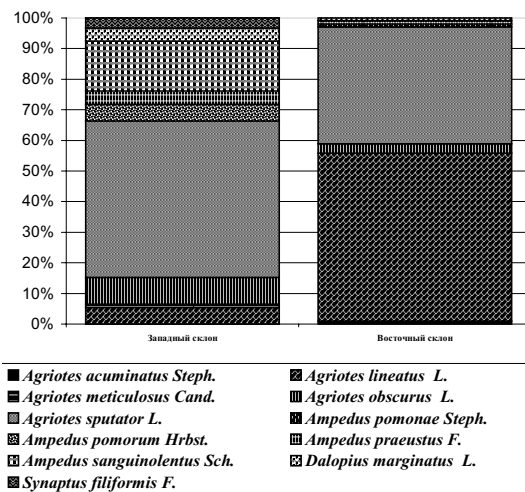 100%
90%
80%
70%
60%
50%
40%
30%
20%
10%
0%
Западный склон Восточный склон
Agriotes acuminatus Steph. Agriotes lineatus L.
Agriotes meticulosus Cand. Agriotes obscurus L.
Agriotes sputator L. Ampedus pomonae Steph.
Ampedus pomorum Hrbst. Ampedus praeustus F.
Ampedus sanguinolentus Sch. Dalopius marginatus L.
Synaptus filiformis F.